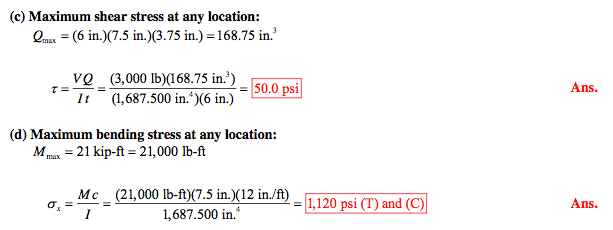 (c) Maximum shear stress at any location:
Qmax = (6 in.)(7.5 in.)(3.75 in.) = 168.75 in.³
τ = VQ / It = (3,000 lb)(168.75 in.³) / (1,687.500 in.⁴)(6 in.) = 50.0 psi Ans.
(d) Maximum bending stress at any location:
Mmax = 21 kip-ft = 21,000 lb-ft
σx = Mc / I = (21,000 lb-ft)(7.5 in.)(12 in./ft) / 1,687.500 in.⁴ = 1,120 psi (T) and (C) Ans.